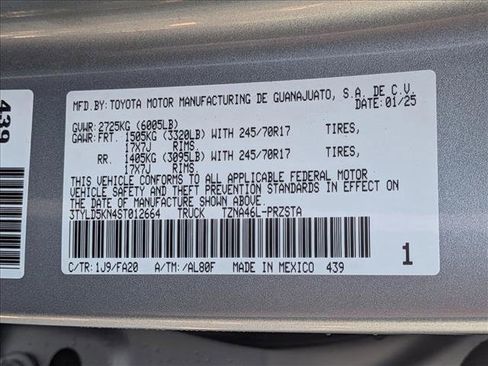 MFD.BY: TOYOTA MOTOR MANUFACTURING DE GUANAJUATO, S.A. DE C.V.
DATE: 01/25
GVWR: 2725KG (6005LB)
GAWR: FRT. 1505KG (3320LB) WITH 245/70R17 TIRES,
17X7J RIMS.
RR. 1405KG (3095LB) WITH 245/70R17 TIRES,
17X7J RIMS.
THIS VEHICLE CONFORMS TO ALL APPLICABLE FEDERAL MOTOR
VEHICLE SAFETY AND THEFT PREVENTION STANDARDS IN EFFECT
ON THE DATE OF MANUFACTURE SHOWN ABOVE.
3TYLD5KN4ST012664 TRUCK TZNA46L-PRZSTA
C/TR: 1J9/FA20 A/TM: /AL80F MADE IN MEXICO 439
1
439